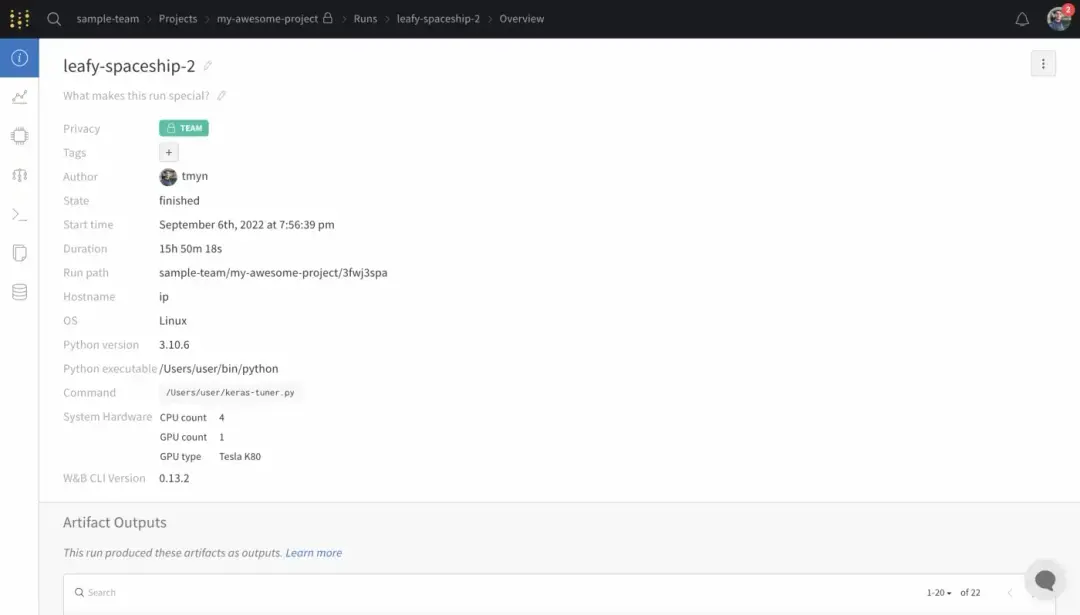 sample-team > Projects > my-awesome-project > Runs > leafy-spaceship-2 > Overview
2
leafy-spaceship-2
What makes this run special?
Privacy TEAM
Tags +
Author tmyn
State finished
Start time September 6th, 2022 at 7:56:39 pm
Duration 15h 50m 18s
Run path sample-team/my-awesome-project/3fwj3spa
Hostname ip
OS Linux
Python version 3.10.6
Python executable /Users/user/bin/python
Command /Users/user/keras-tuner.py
System Hardware CPU count 4
GPU count 1
GPU type Tesla K80
W&B CLI Version 0.13.2
Artifact Outputs
This run produced these artifacts as outputs. Learn more
Search 1-20 of 22